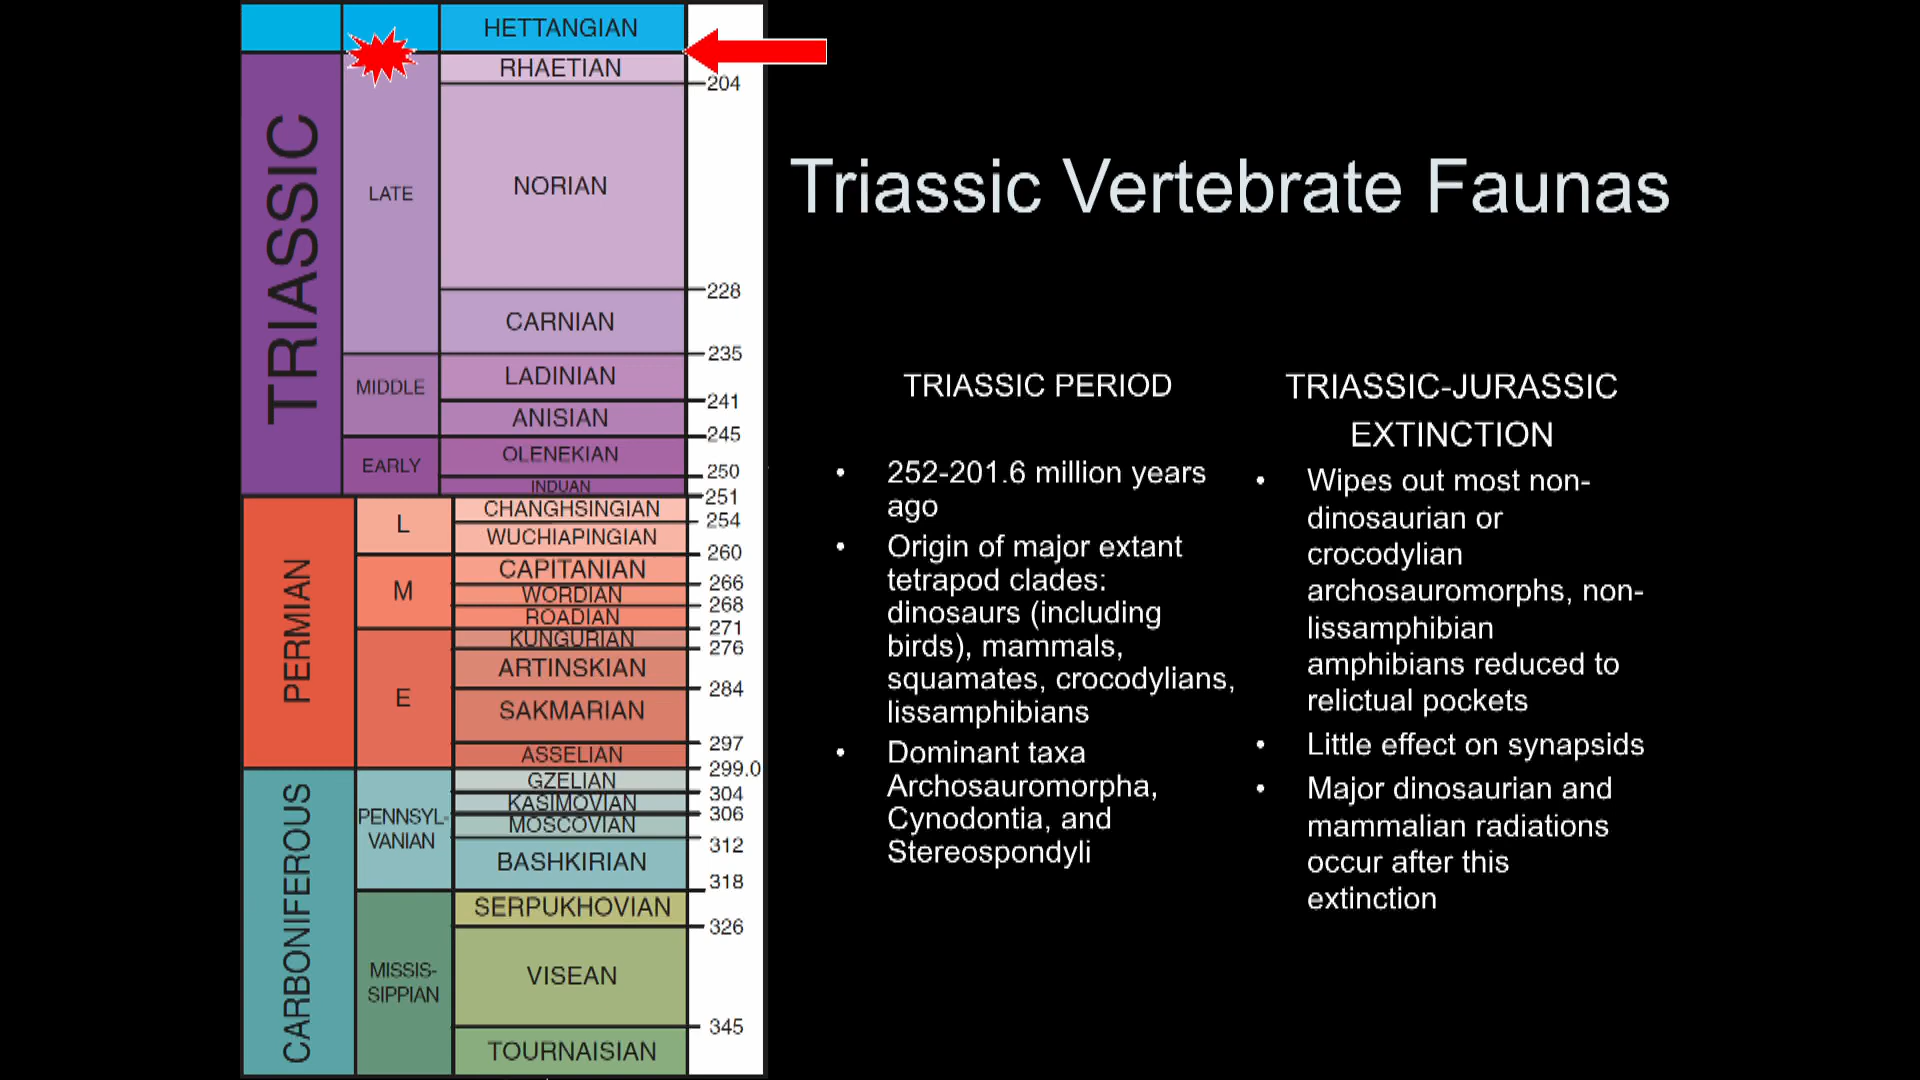 HETTANGIAN
RHAETIAN
204
TRIASSIC
LATE
NORIAN
228
CARNIAN
235
MIDDLE
LADINIAN
241
ANISIAN
245
EARLY
OLENEKIAN
250
INDUAN
251
PERMIAN
L
CHANGHSINGIAN
254
WUCHIAPINGIAN
260
M
CAPITANIAN
266
WORDIAN
268
ROADIAN
271
KUNGURIAN
276
E
ARTINSKIAN
284
SAKMARIAN
297
ASSELIAN
299.0
CARBONIFEROUS
PENNSYL-
VANIAN
GZELIAN
304
KASIMOVIAN
306
MOSCOVIAN
312
BASHKIRIAN
318
MISSIS-
SIPPIAN
SERPUKHOVIAN
326
VISEAN
345
TOURNAISIAN
Triassic Vertebrate Faunas
TRIASSIC PERIOD
• 252-201.6 million years
ago
• Origin of major extant
tetrapod clades:
dinosaurs (including
birds), mammals,
squamates, crocodylians,
lissamphibians
• Dominant taxa
Archosauromorpha,
Cynodontia, and
Stereospondyli
TRIASSIC-JURASSIC
EXTINCTION
• Wipes out most non-
dinosaurian or
crocodylian
archosauromorphs, non-
lissamphibian
amphibians reduced to
relictual pockets
• Little effect on synapsids
• Major dinosaurian and
mammalian radiations
occur after this
extinction